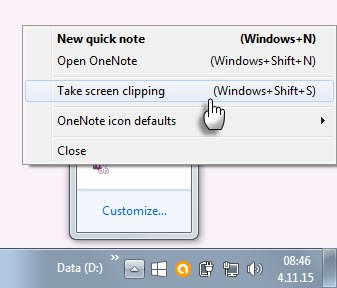 New quick note (Windows+N)
Open OneNote (Windows+Shift+N)
Take screen clipping (Windows+Shift+S)
OneNote icon defaults
Close
Customize...
Data (D:) »
08:46
4.11.15